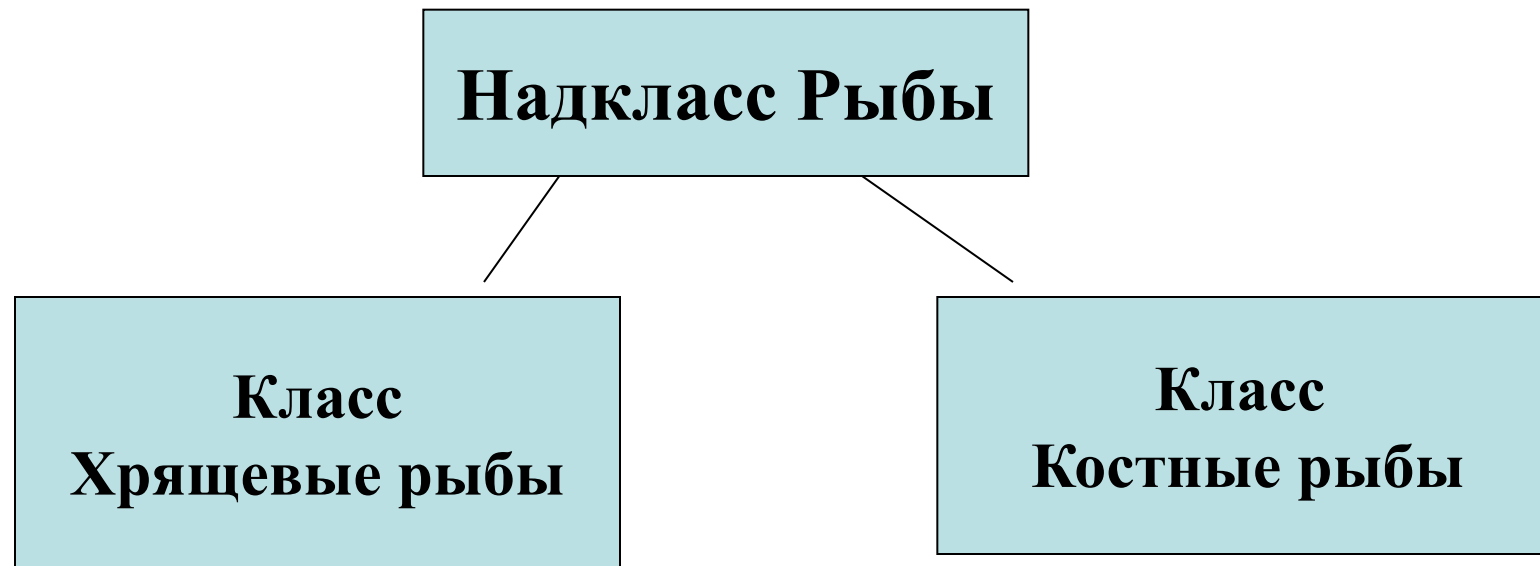 Надкласс Рыбы
Класс
Хрящевые рыбы
Класс
Костные рыбы